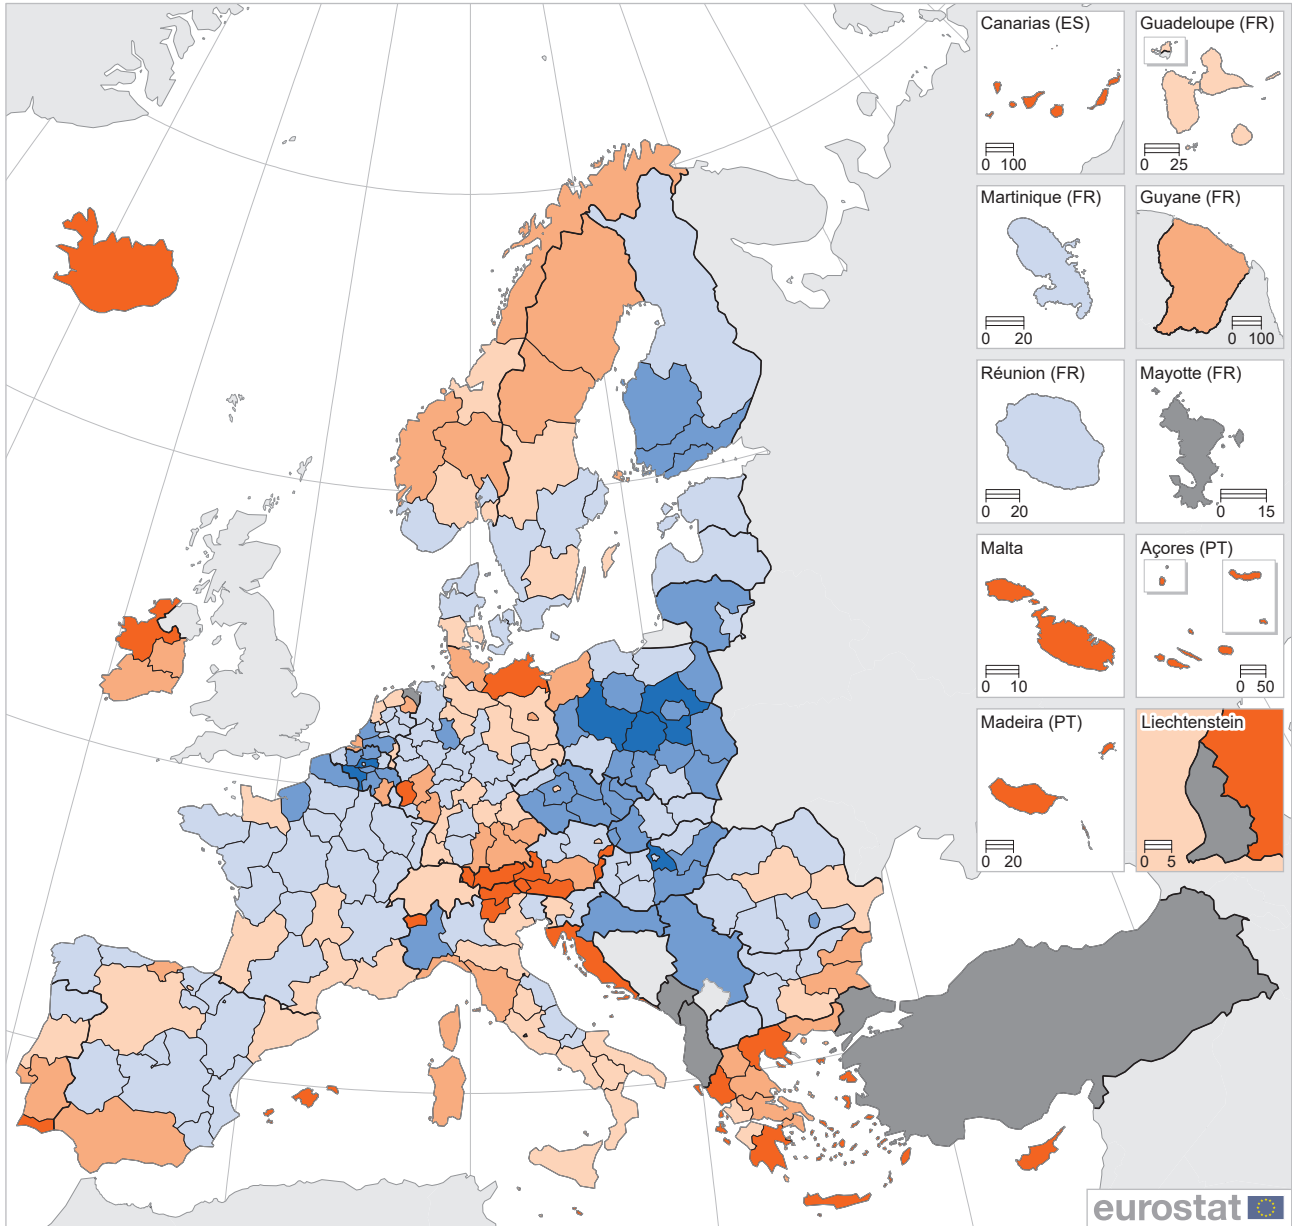 Canarias (ES)
0 100
Guadeloupe (FR)
0 25
Martinique (FR)
0 20
Guyane (FR)
0 100
Réunion (FR)
0 20
Mayotte (FR)
0 15
Malta
0 10
Açores (PT)
0 50
Madeira (PT)
0 20
Liechtenstein
0 5
eurostat